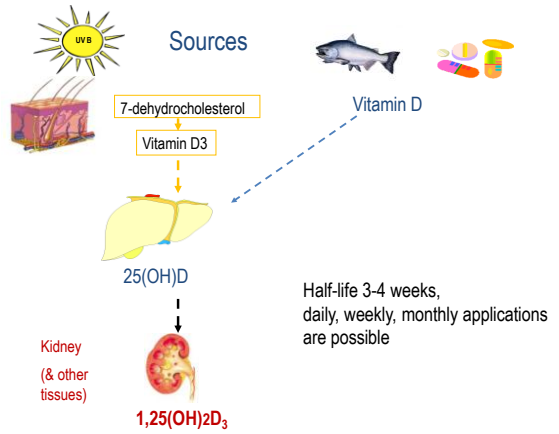 UVB
Sources
7-dehydrocholesterol
Vitamin D3
Vitamin D
25(OH)D
Half-life 3-4 weeks,
daily, weekly, monthly applications
are possible
Kidney
(& other
tissues)
1,25(OH)₂D₃